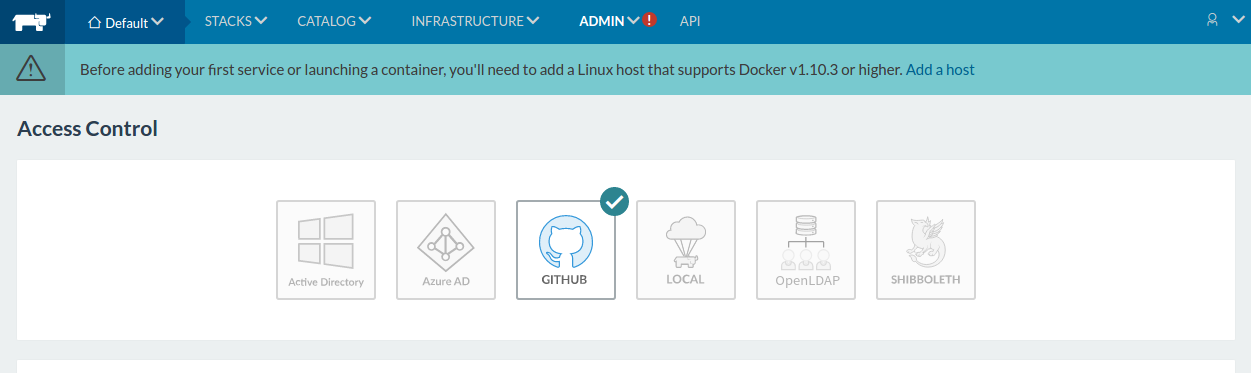 Default STACKS CATALOG INFRASTRUCTURE ADMIN ! API
Before adding your first service or launching a container, you'll need to add a Linux host that supports Docker v1.10.3 or higher. Add a host
Access Control
Active Directory Azure AD GITHUB LOCAL OpenLDAP SHIBBOLETH